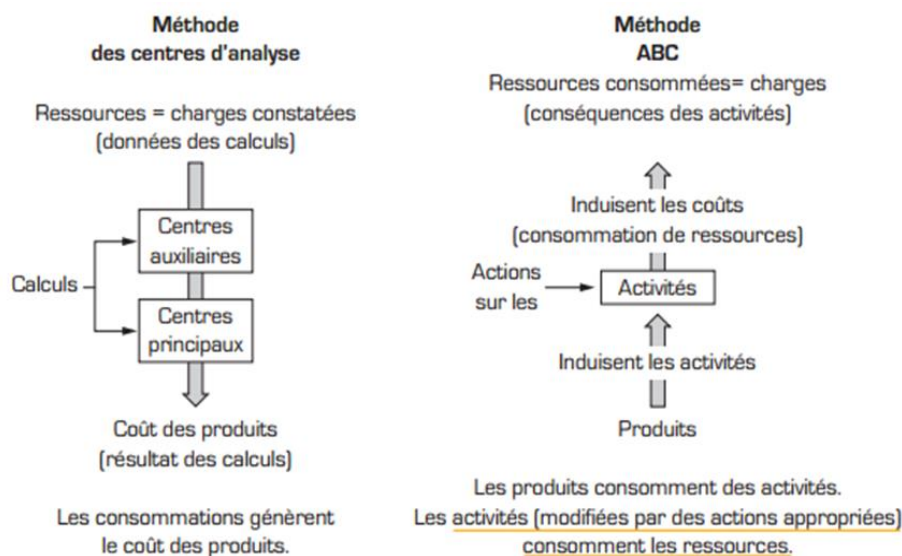 Méthode
des centres d'analyse
Ressources = charges constatées
(données des calculs)
Centres
auxiliaires
Calculs
Centres
principaux
Coût des produits
(résultat des calculs)
Les consommations génèrent
le coût des produits.
Méthode
ABC
Ressources consommées= charges
(conséquences des activités)
Induisent les coûts
(consommation de ressources)
Actions
sur les
Activités
Induisent les activités
Produits
Les produits consomment des activités.
Les activités (modifiées par des actions appropriées)
consomment les ressources.